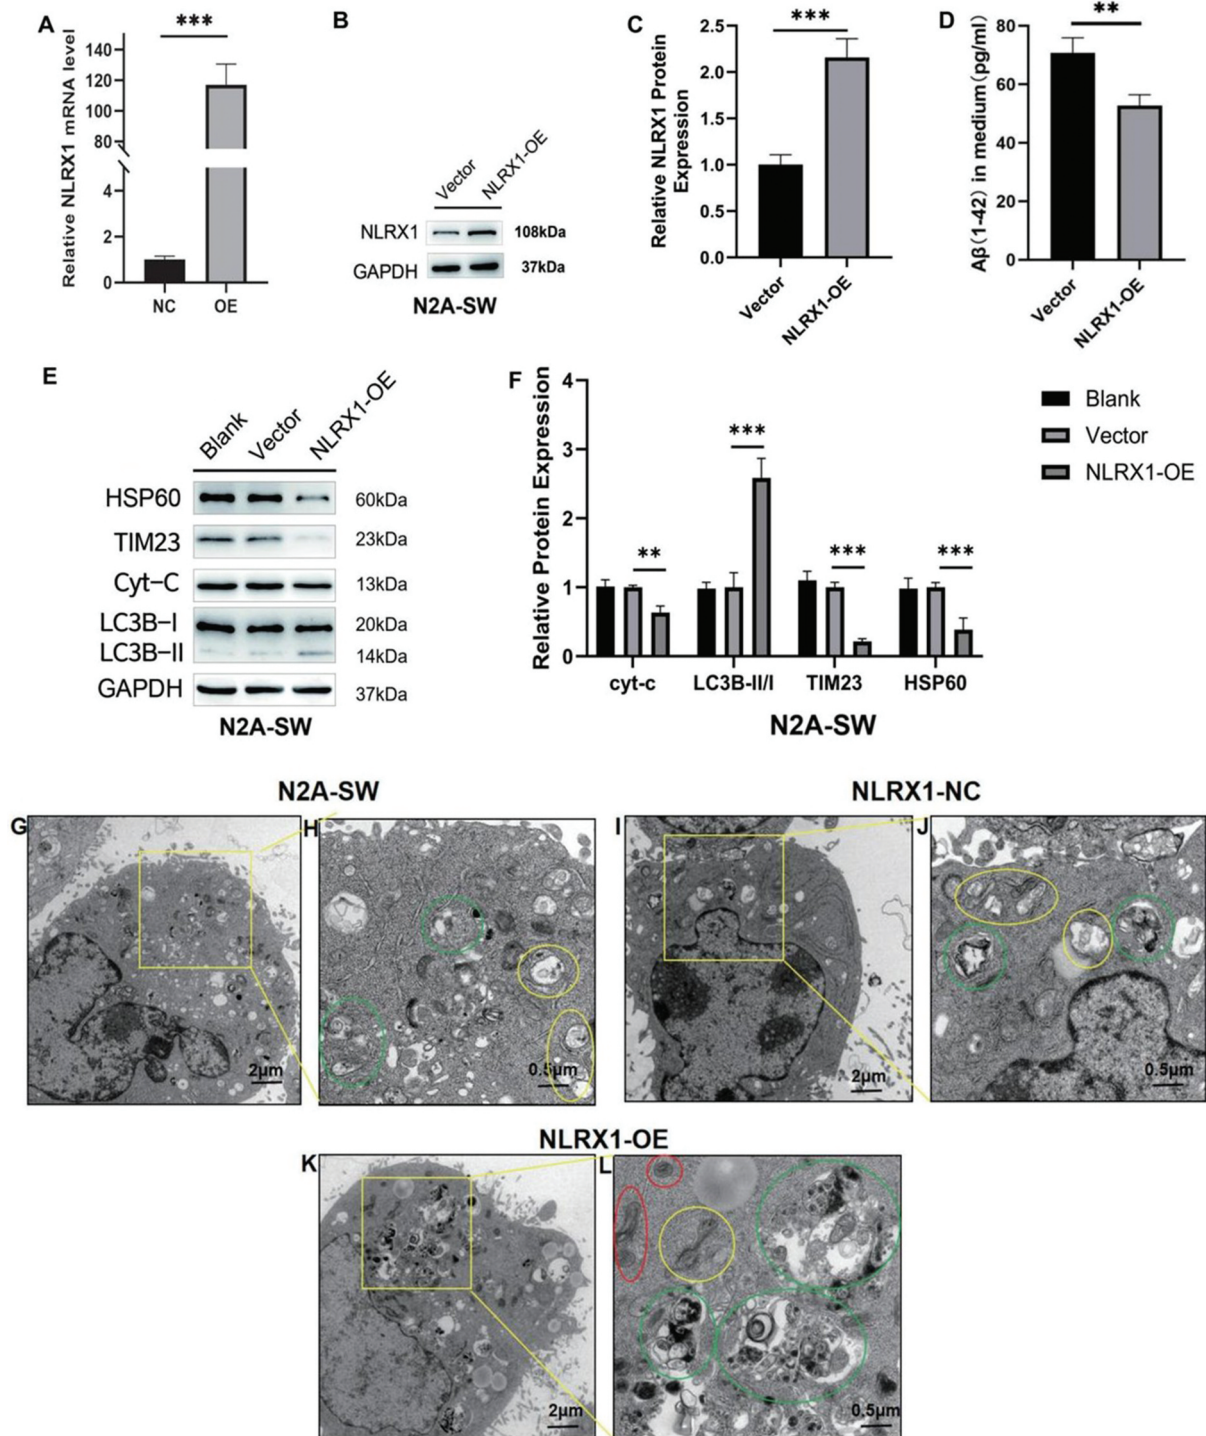 A
***
Relative NLRX1 mRNA level
140
120
100
80
4
2
0
NC
OE
B
Vector
NLRX1-OE
NLRX1
108kDa
GAPDH
37kDa
N2A-SW
C
***
Relative NLRX1 Protein
Expression
2.5
2.0
1.5
1.0
0.5
0.0
Vector
NLRX1-OE
D
**
Aβ(1-42) in medium(pg/ml)
80
60
40
20
0
Vector
NLRX1-OE
E
Blank
Vector
NLRX1-OE
HSP60
60kDa
TIM23
23kDa
Cyt-C
13kDa
LC3B-I
20kDa
LC3B-II
14kDa
GAPDH
37kDa
N2A-SW
F
Relative Protein Expression
4
3
2
1
0
**
***
***
***
cyt-c
LC3B-II/I
TIM23
HSP60
N2A-SW
Blank
Vector
NLRX1-OE
N2A-SW
NLRX1-NC
G
2μm
H
0.5μm
I
2μm
J
0.5μm
NLRX1-OE
K
2μm
L
0.5μm